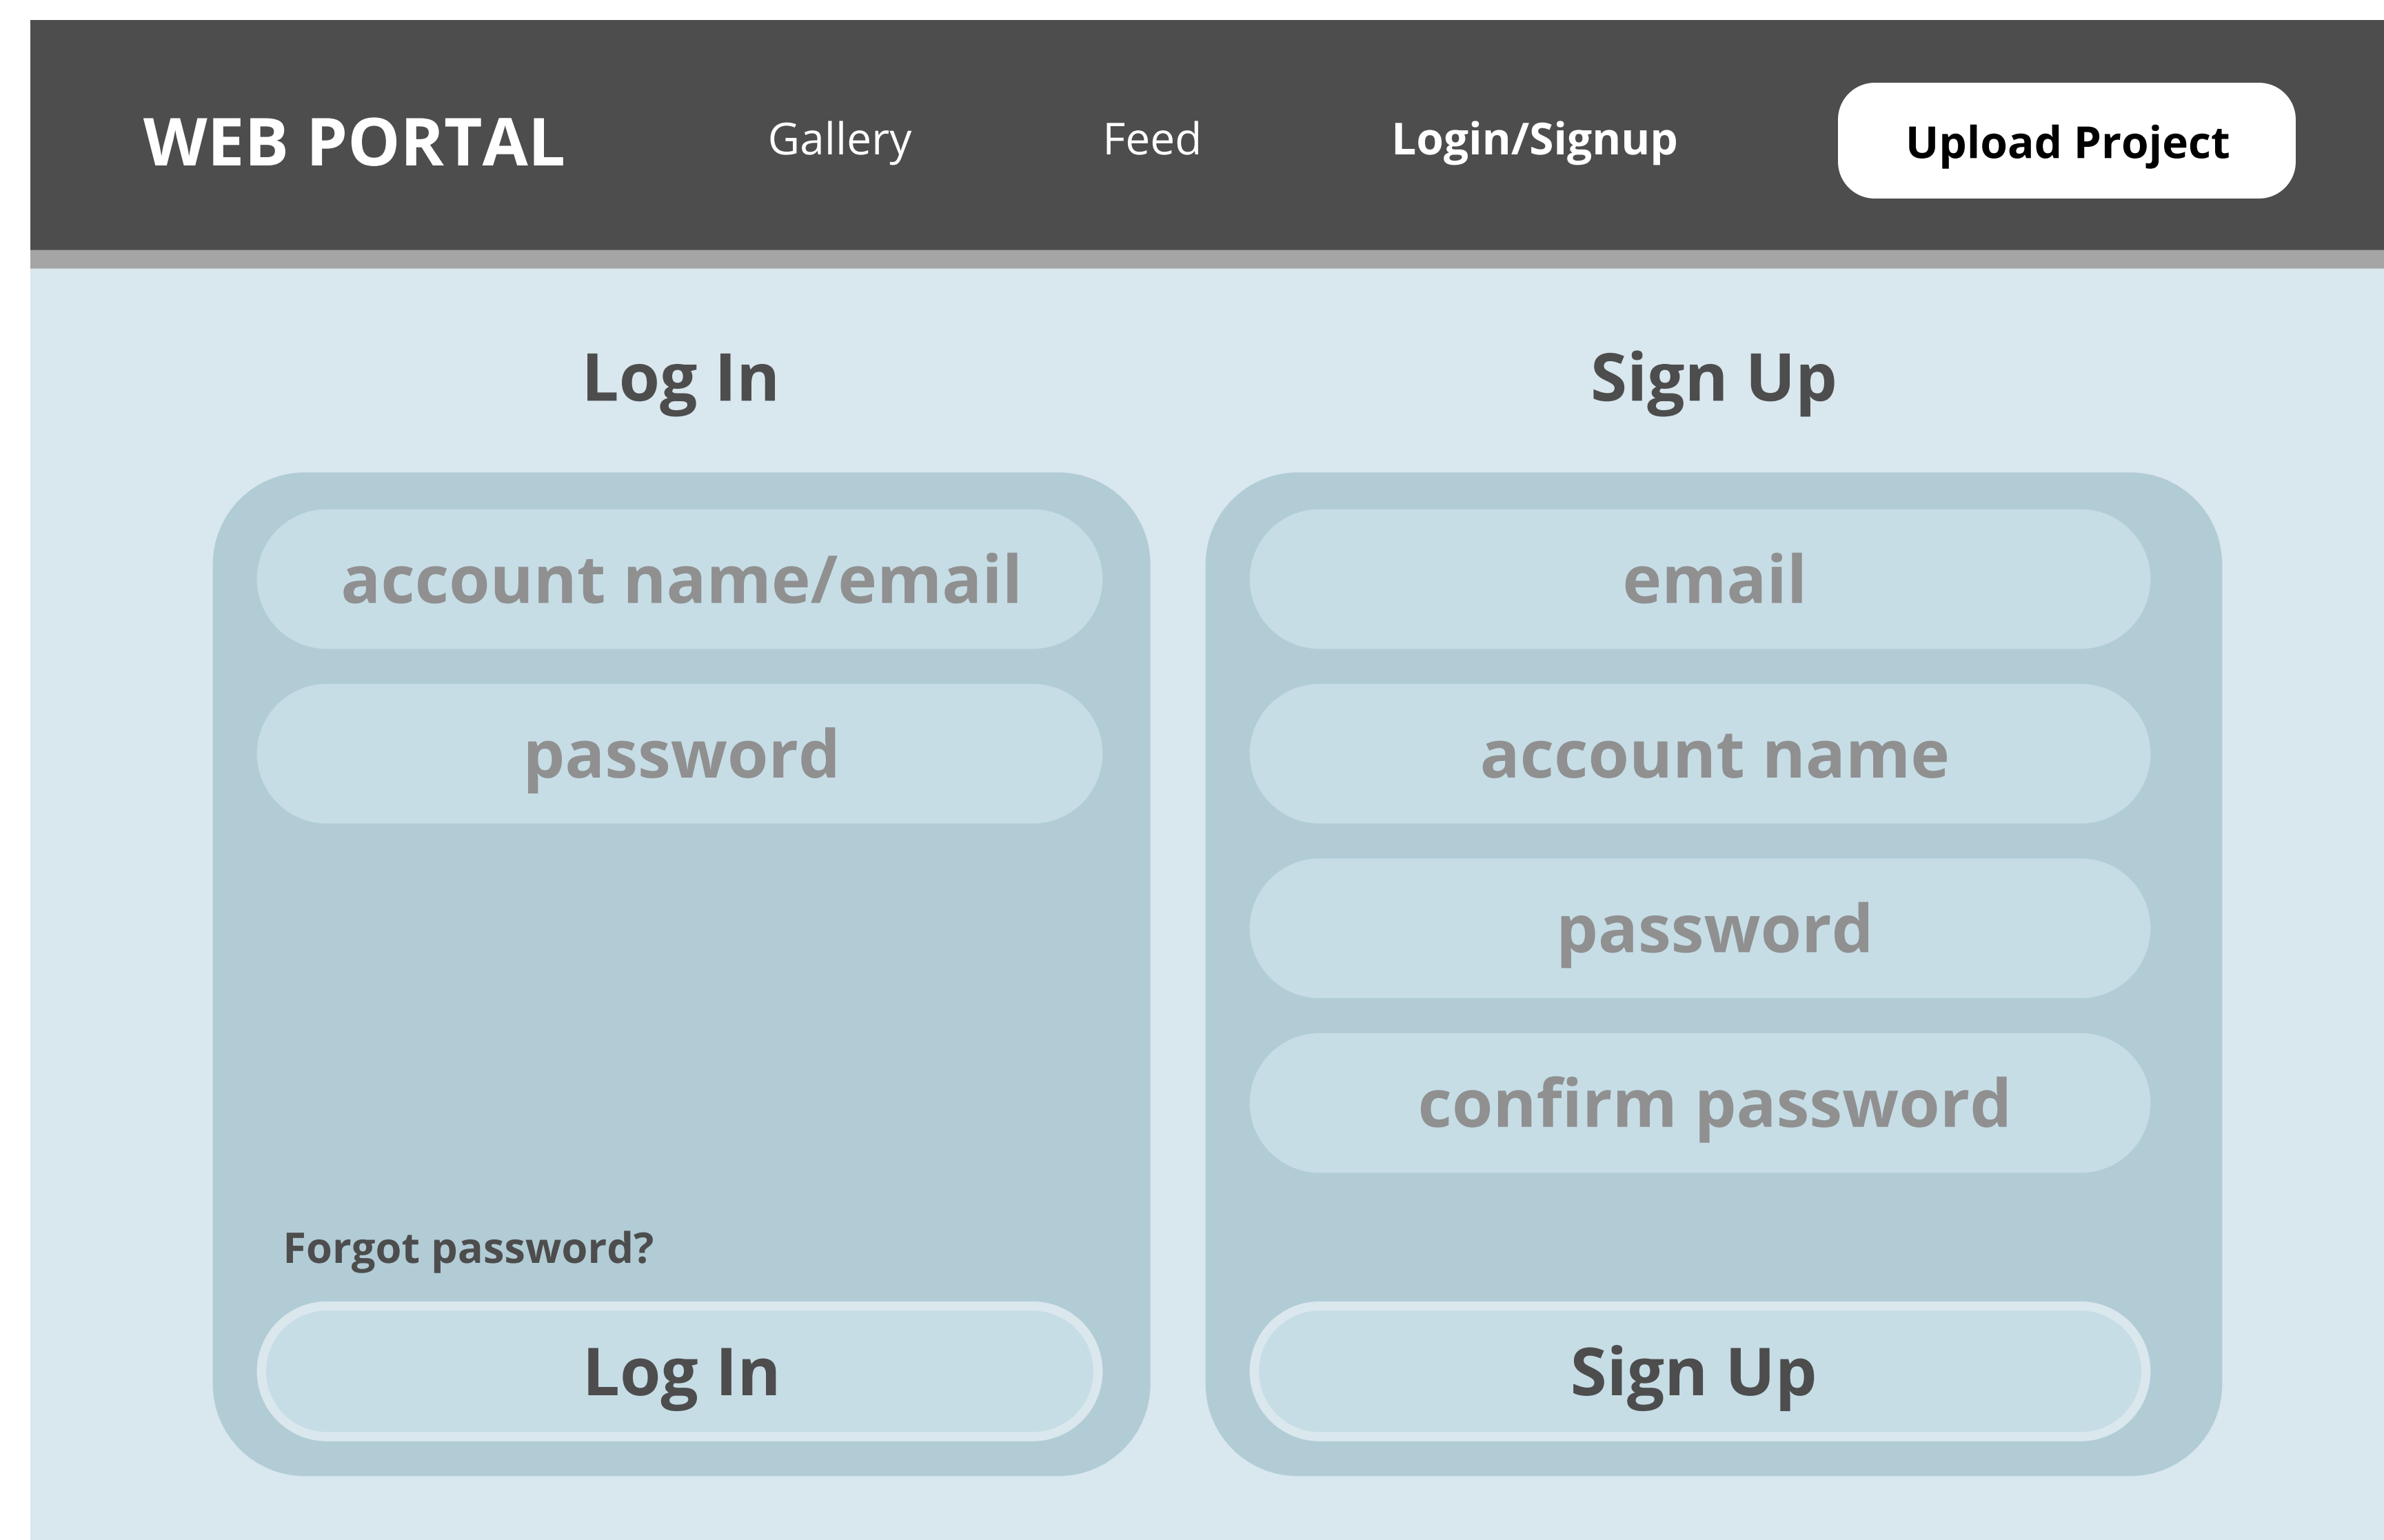 WEB PORTAL
Gallery
Feed
Login/Signup
Upload Project
Log In
account name/email
password
Forgot password?
Log In
Sign Up
email
account name
password
confirm password
Sign Up